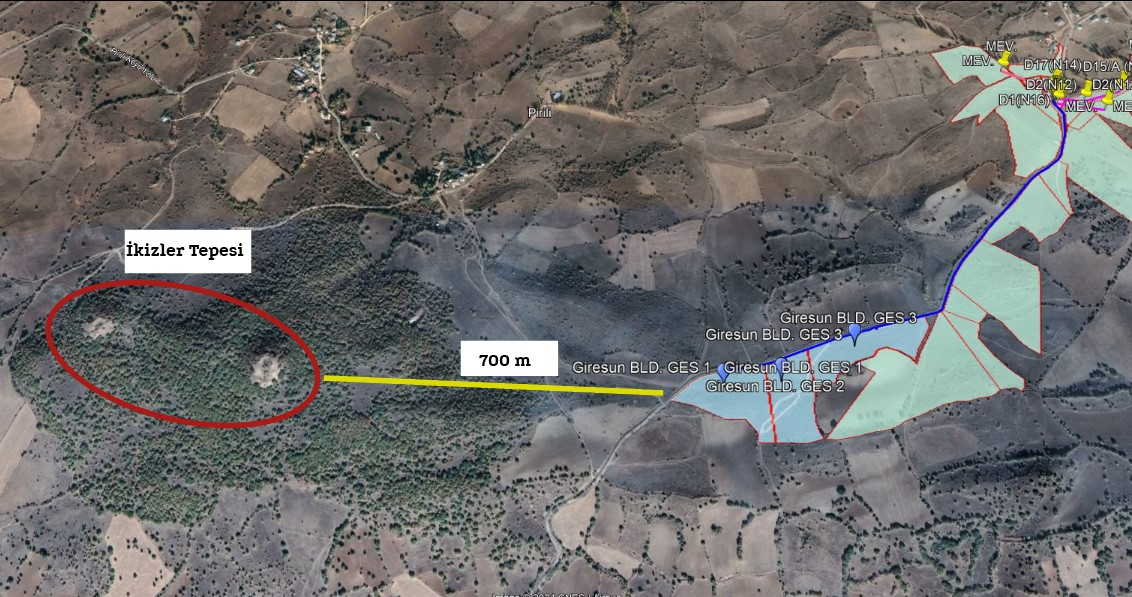 MEV.
MEV.
D17(N14)
D15/A (N
D2(N12)
D2(N1
D1(N16)
MEV.
ME
Pirili
İkizler Tepesi
Giresun BLD. GES 3
Giresun BLD. GES 3
700 m
Giresun BLD. GES 1
Giresun BLD. GES 1
Giresun BLD. GES 2